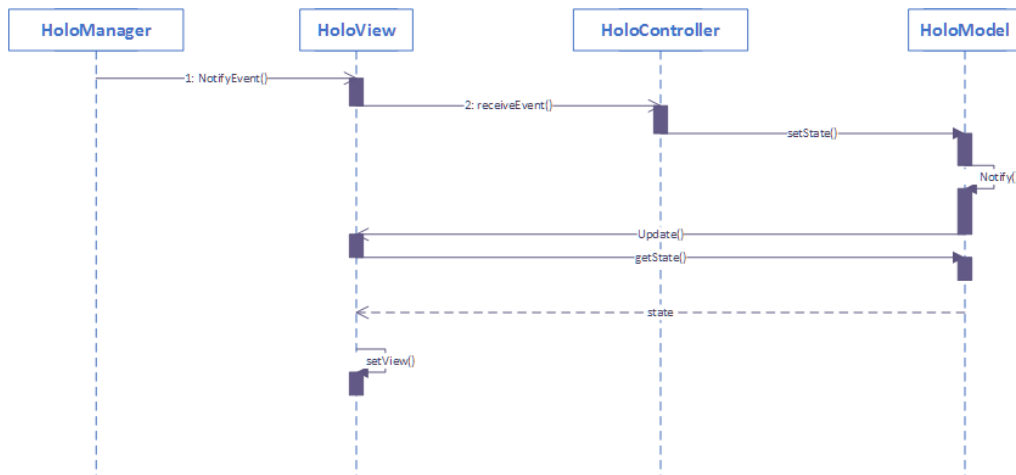 HoloManager
HoloView
HoloController
HoloModel
1: NotifyEvent()
2: receiveEvent()
setState()
Notify()
Update()
getState()
state
setView()